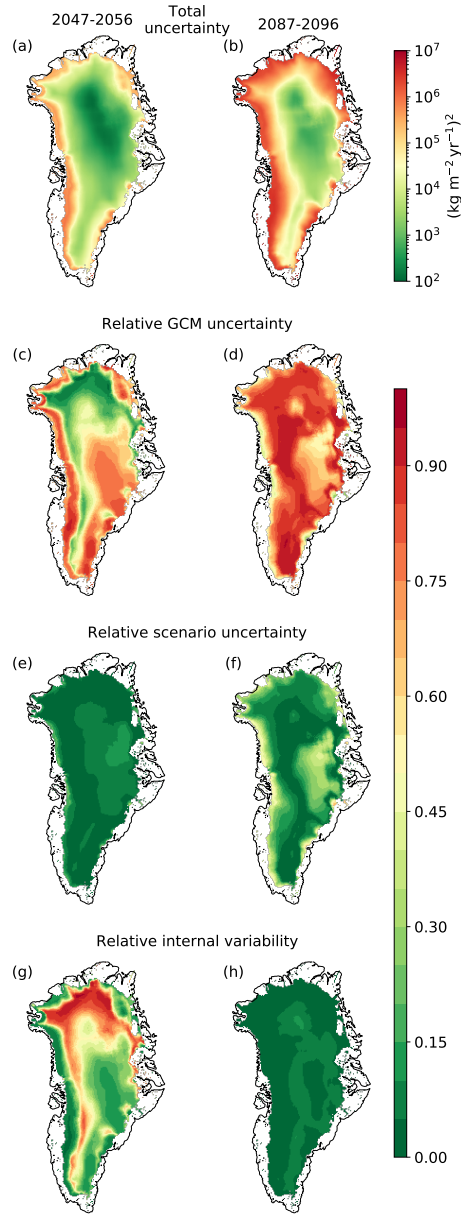 Total
uncertainty
2047-2056
2087-2096
(a)
(b)
10^7
10^6
10^5
10^4
10^3
10^2
(kg m^−2 yr^−1)^2
Relative GCM uncertainty
(c)
(d)
Relative scenario uncertainty
(e)
(f)
Relative internal variability
(g)
(h)
0.90
0.75
0.60
0.45
0.30
0.15
0.00